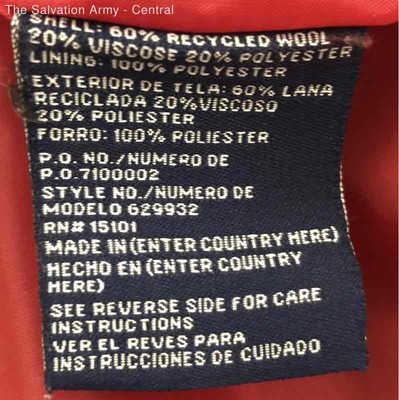 The Salvation Army - Central
SHELL: 60% RECYCLED WOOL
20% VISCOSE 20% POLYESTER
LINING: 100% POLYESTER
EXTERIOR DE TELA: 60% LANA
RECICLADA 20% VISCOSO
20% POLIESTER
FORRO: 100% POLIESTER
P.O. NO./NUMERO DE
P.O.7100002
STYLE NO./NUMERO DE
MODELO 629932
RN# 15101
MADE IN (ENTER COUNTRY HERE)
HECHO EN (ENTER COUNTRY
HERE)
SEE REVERSE SIDE FOR CARE
INSTRUCTIONS
VER EL REVES PARA
INSTRUCCIONES DE CUIDADO